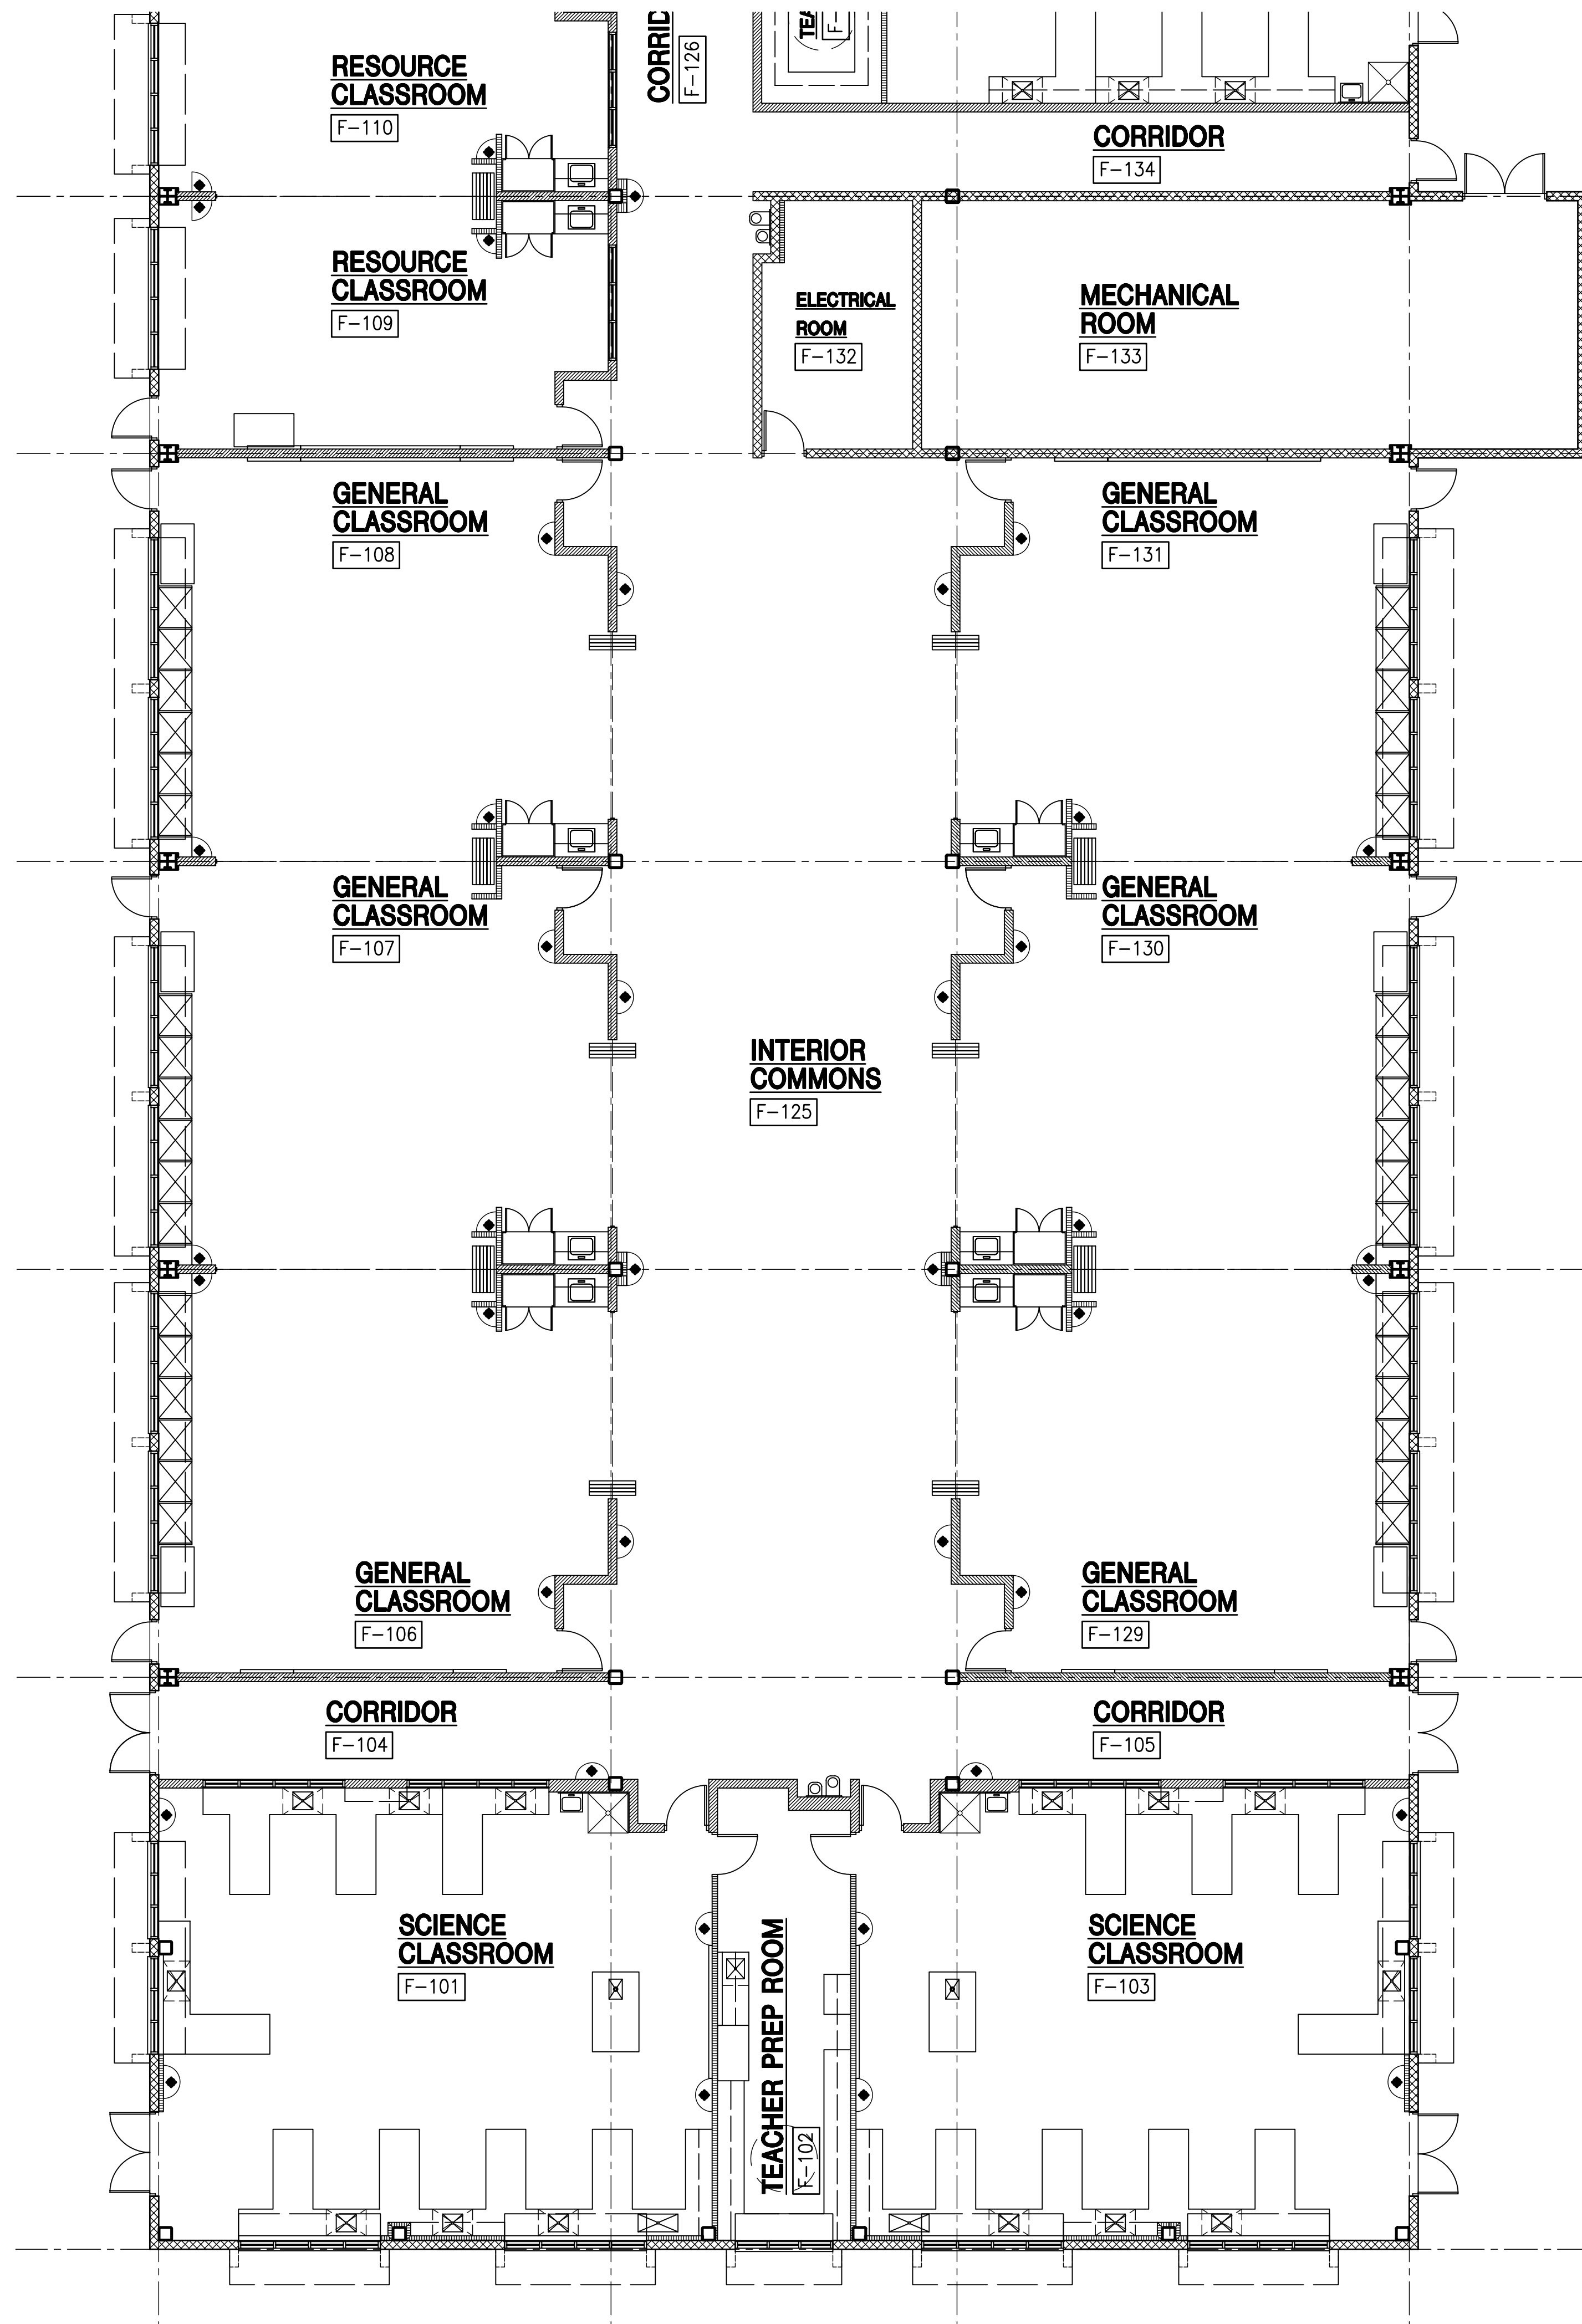 CORRID
F-126
TEA
F-
RESOURCE
CLASSROOM
F-110
CORRIDOR
F-134
RESOURCE
CLASSROOM
F-109
ELECTRICAL
ROOM
F-132
MECHANICAL
ROOM
F-133
GENERAL
CLASSROOM
F-108
GENERAL
CLASSROOM
F-131
GENERAL
CLASSROOM
F-107
GENERAL
CLASSROOM
F-130
INTERIOR
COMMONS
F-125
GENERAL
CLASSROOM
F-106
GENERAL
CLASSROOM
F-129
CORRIDOR
F-104
CORRIDOR
F-105
SCIENCE
CLASSROOM
F-101
TEACHER PREP ROOM
F-102
SCIENCE
CLASSROOM
F-103